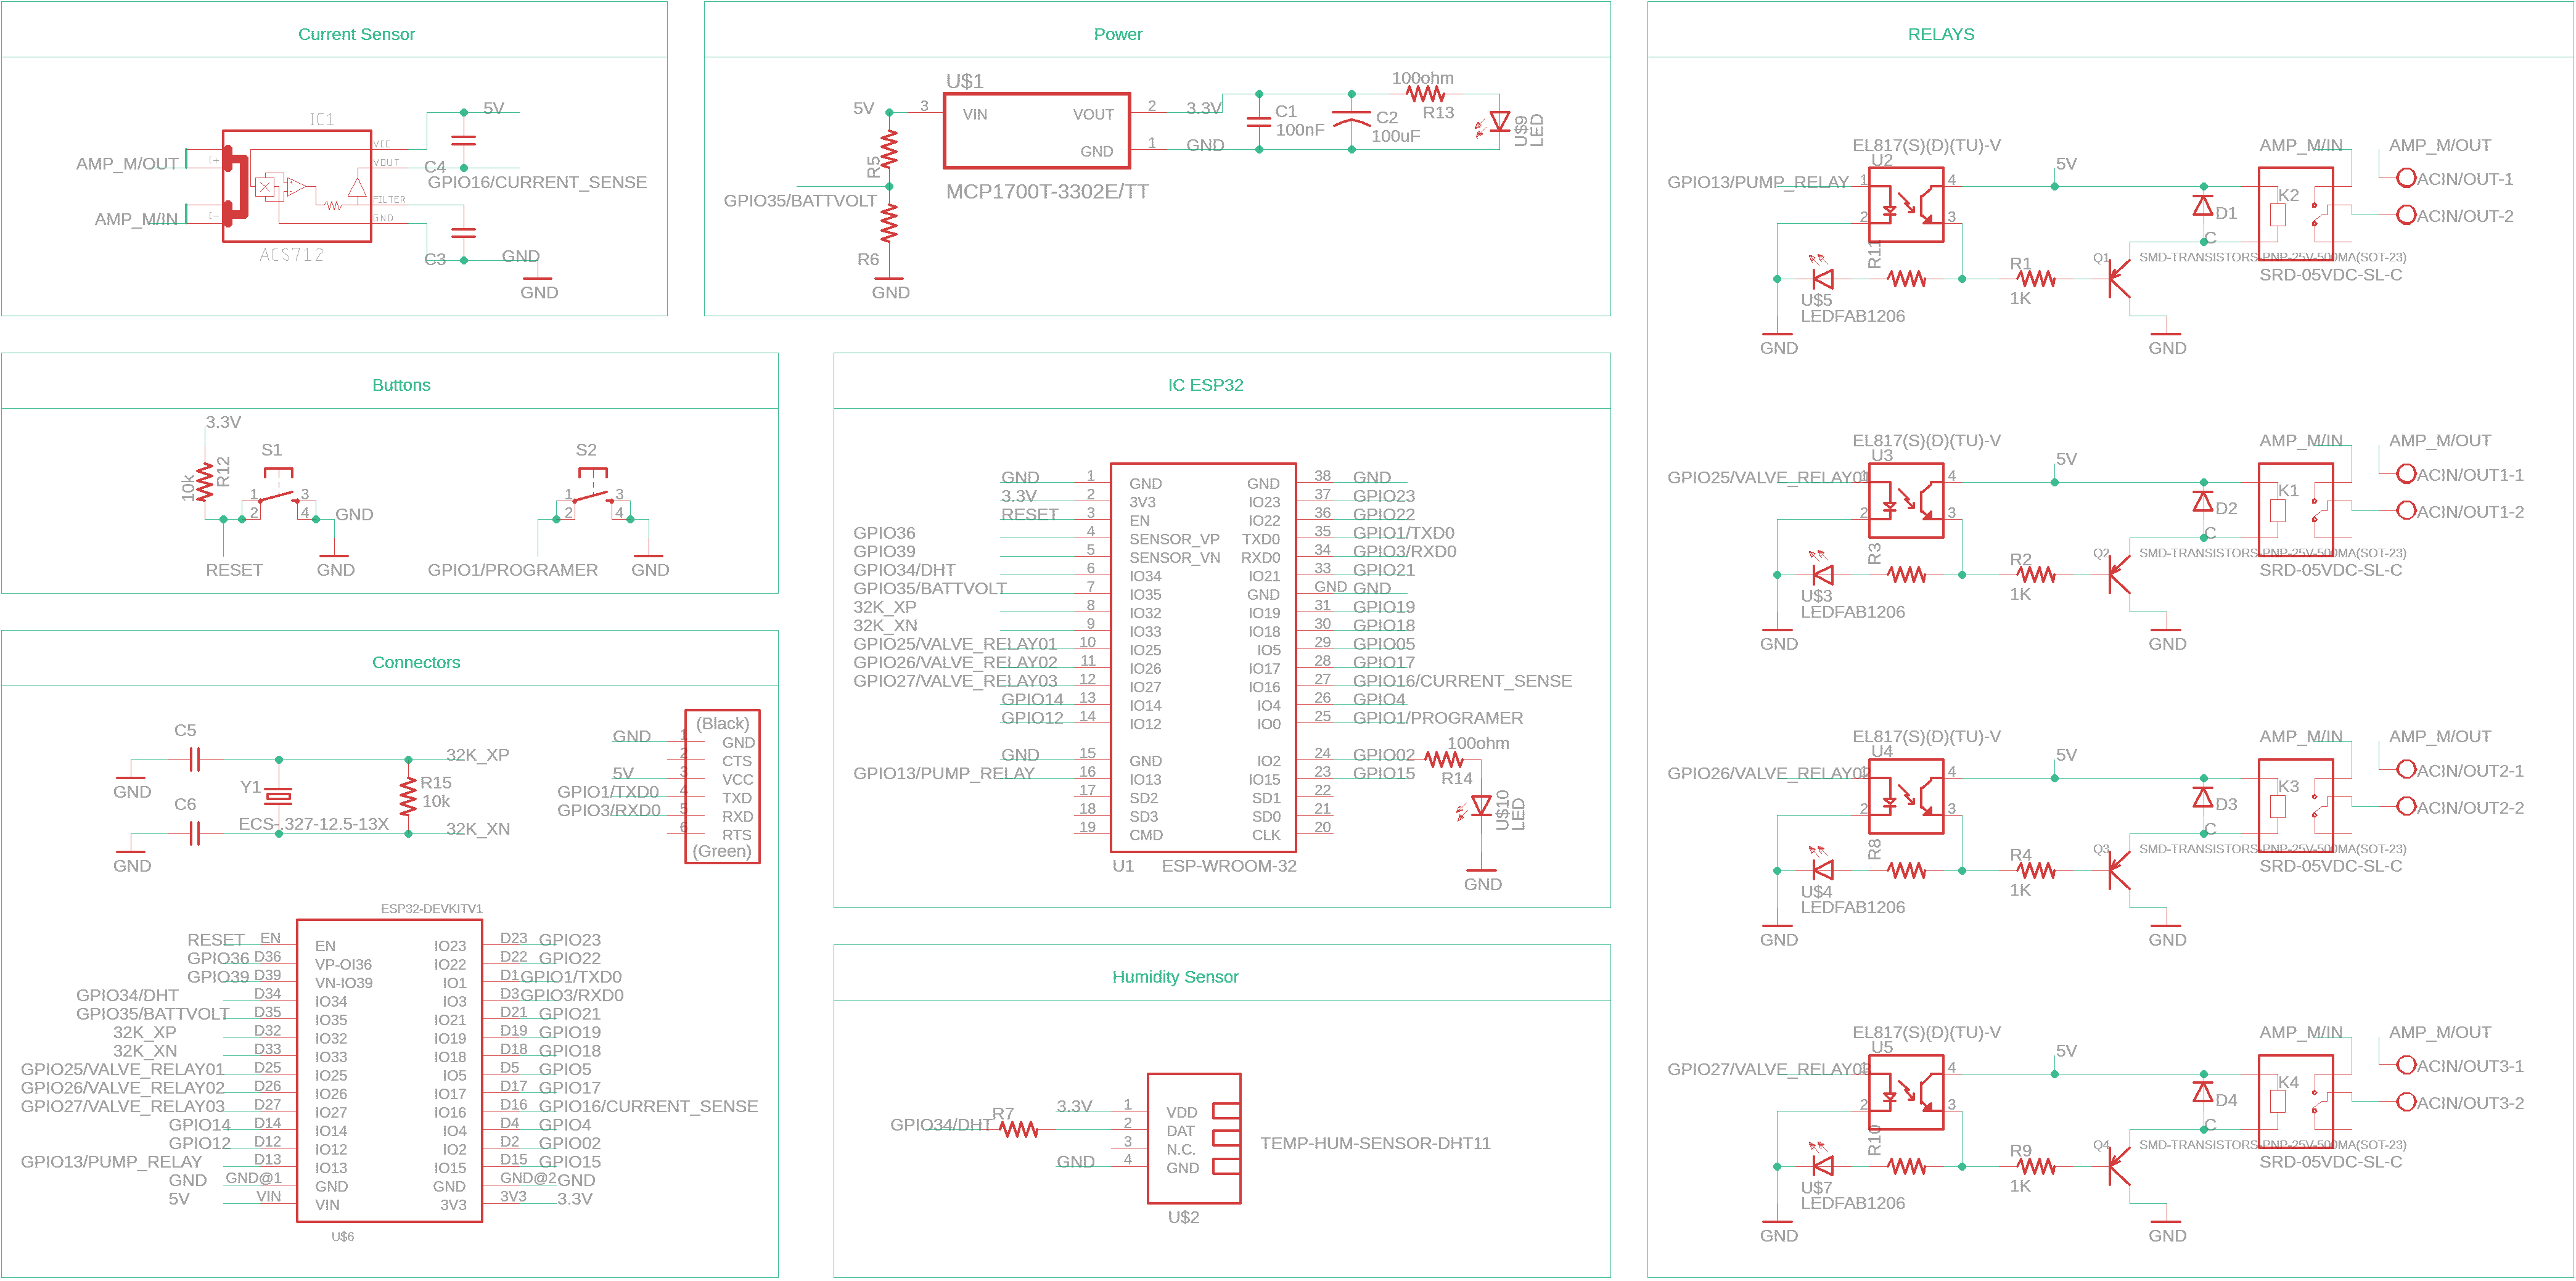 Current Sensor
IC1
5V
VCC
VOUT
FILTER
GND
AMP_M/OUT
AMP_M/IN
C4
GPIO16/CURRENT_SENSE
C3
GND
GND
ACS712
Power
U$1
5V
3
VIN
VOUT
2
3.3V
GND
1
GND
MCP1700T-3302E/TT
R5
GPIO35/BATTVOLT
R6
GND
C1
100nF
C2
100uF
100ohm
R13
U$9
LED
RELAYS
EL817(S)(D)(TU)-V
U2
GPIO13/PUMP_RELAY
1
2
4
3
5V
R11
U$5
LEDFAB1206
GND
R1
1K
Q1
SMD-TRANSISTORS-PNP-25V-500MA(SOT-23)
GND
D1
C
K2
SRD-05VDC-SL-C
AMP_M/IN
AMP_M/OUT
ACIN/OUT-1
ACIN/OUT-2
EL817(S)(D)(TU)-V
U3
GPIO25/VALVE_RELAY01
1
2
4
3
5V
R3
U$3
LEDFAB1206
GND
R2
1K
Q2
SMD-TRANSISTORS-PNP-25V-500MA(SOT-23)
GND
D2
C
K1
SRD-05VDC-SL-C
AMP_M/IN
AMP_M/OUT
ACIN/OUT1-1
ACIN/OUT1-2
EL817(S)(D)(TU)-V
U4
GPIO26/VALVE_RELAY02
1
2
4
3
5V
R8
U$4
LEDFAB1206
GND
R4
1K
Q3
SMD-TRANSISTORS-PNP-25V-500MA(SOT-23)
GND
D3
C
K3
SRD-05VDC-SL-C
AMP_M/IN
AMP_M/OUT
ACIN/OUT2-1
ACIN/OUT2-2
EL817(S)(D)(TU)-V
U5
GPIO27/VALVE_RELAY03
1
2
4
3
5V
R10
U$7
LEDFAB1206
GND
R9
1K
Q4
SMD-TRANSISTORS-PNP-25V-500MA(SOT-23)
GND
D4
C
K4
SRD-05VDC-SL-C
AMP_M/IN
AMP_M/OUT
ACIN/OUT3-1
ACIN/OUT3-2
Buttons
3.3V
10k
R12
S1
1 3
2 4
GND
RESET
GND
S2
1 3
2 4
GPIO1/PROGRAMER
GND
IC ESP32
GND 1 GND GND 38 GND
3.3V 2 3V3 IO23 37 GPIO23
RESET 3 EN IO22 36 GPIO22
GPIO36 4 SENSOR_VP TXD0 35 GPIO1/TXD0
GPIO39 5 SENSOR_VN RXD0 34 GPIO3/RXD0
GPIO34/DHT 6 IO34 IO21 33 GPIO21
GPIO35/BATTVOLT 7 IO35 GND GND GND
32K_XP 8 IO32 IO19 31 GPIO19
32K_XN 9 IO33 IO18 30 GPIO18
GPIO25/VALVE_RELAY01 10 IO25 IO5 29 GPIO05
GPIO26/VALVE_RELAY02 11 IO26 IO17 28 GPIO17
GPIO27/VALVE_RELAY03 12 IO27 IO16 27 GPIO16/CURRENT_SENSE
GPIO14 13 IO14 IO4 26 GPIO4
GPIO12 14 IO12 IO0 25 GPIO1/PROGRAMER
GND 15 GND IO2 24 GPIO02
GPIO13/PUMP_RELAY 16 IO13 IO15 23 GPIO15
17 SD2 SD1 22
18 SD3 SD0 21
19 CMD CLK 20
U1 ESP-WROOM-32
100ohm
R14
U$10
LED
GND
Connectors
C5
GND
C6
GND
Y1
ECS-.327-12.5-13X
R15
10k
32K_XP
32K_XN
(Black)
GND 1 GND
2 CTS
5V 3 VCC
GPIO1/TXD0 4 TXD
GPIO3/RXD0 5 RXD
6 RTS
(Green)
ESP32-DEVKITV1
RESET EN EN IO23 D23 GPIO23
GPIO36 D36 VP-OI36 IO22 D22 GPIO22
GPIO39 D39 VN-IO39 IO1 D1 GPIO1/TXD0
GPIO34/DHT D34 IO34 IO3 D3 GPIO3/RXD0
GPIO35/BATTVOLT D35 IO35 IO21 D21 GPIO21
32K_XP D32 IO32 IO19 D19 GPIO19
32K_XN D33 IO33 IO18 D18 GPIO18
GPIO25/VALVE_RELAY01 D25 IO25 IO5 D5 GPIO5
GPIO26/VALVE_RELAY02 D26 IO26 IO17 D17 GPIO17
GPIO27/VALVE_RELAY03 D27 IO27 IO16 D16 GPIO16/CURRENT_SENSE
GPIO14 D14 IO14 IO4 D4 GPIO4
GPIO12 D12 IO12 IO2 D2 GPIO02
GPIO13/PUMP_RELAY D13 IO13 IO15 D15 GPIO15
GND GND@1 GND GND GND@2 GND
5V VIN VIN 3V3 3V3 3.3V
U$6
Humidity Sensor
R7
GPIO34/DHT
3.3V 1 VDD
2 DAT
3 N.C.
GND 4 GND
TEMP-HUM-SENSOR-DHT11
U$2